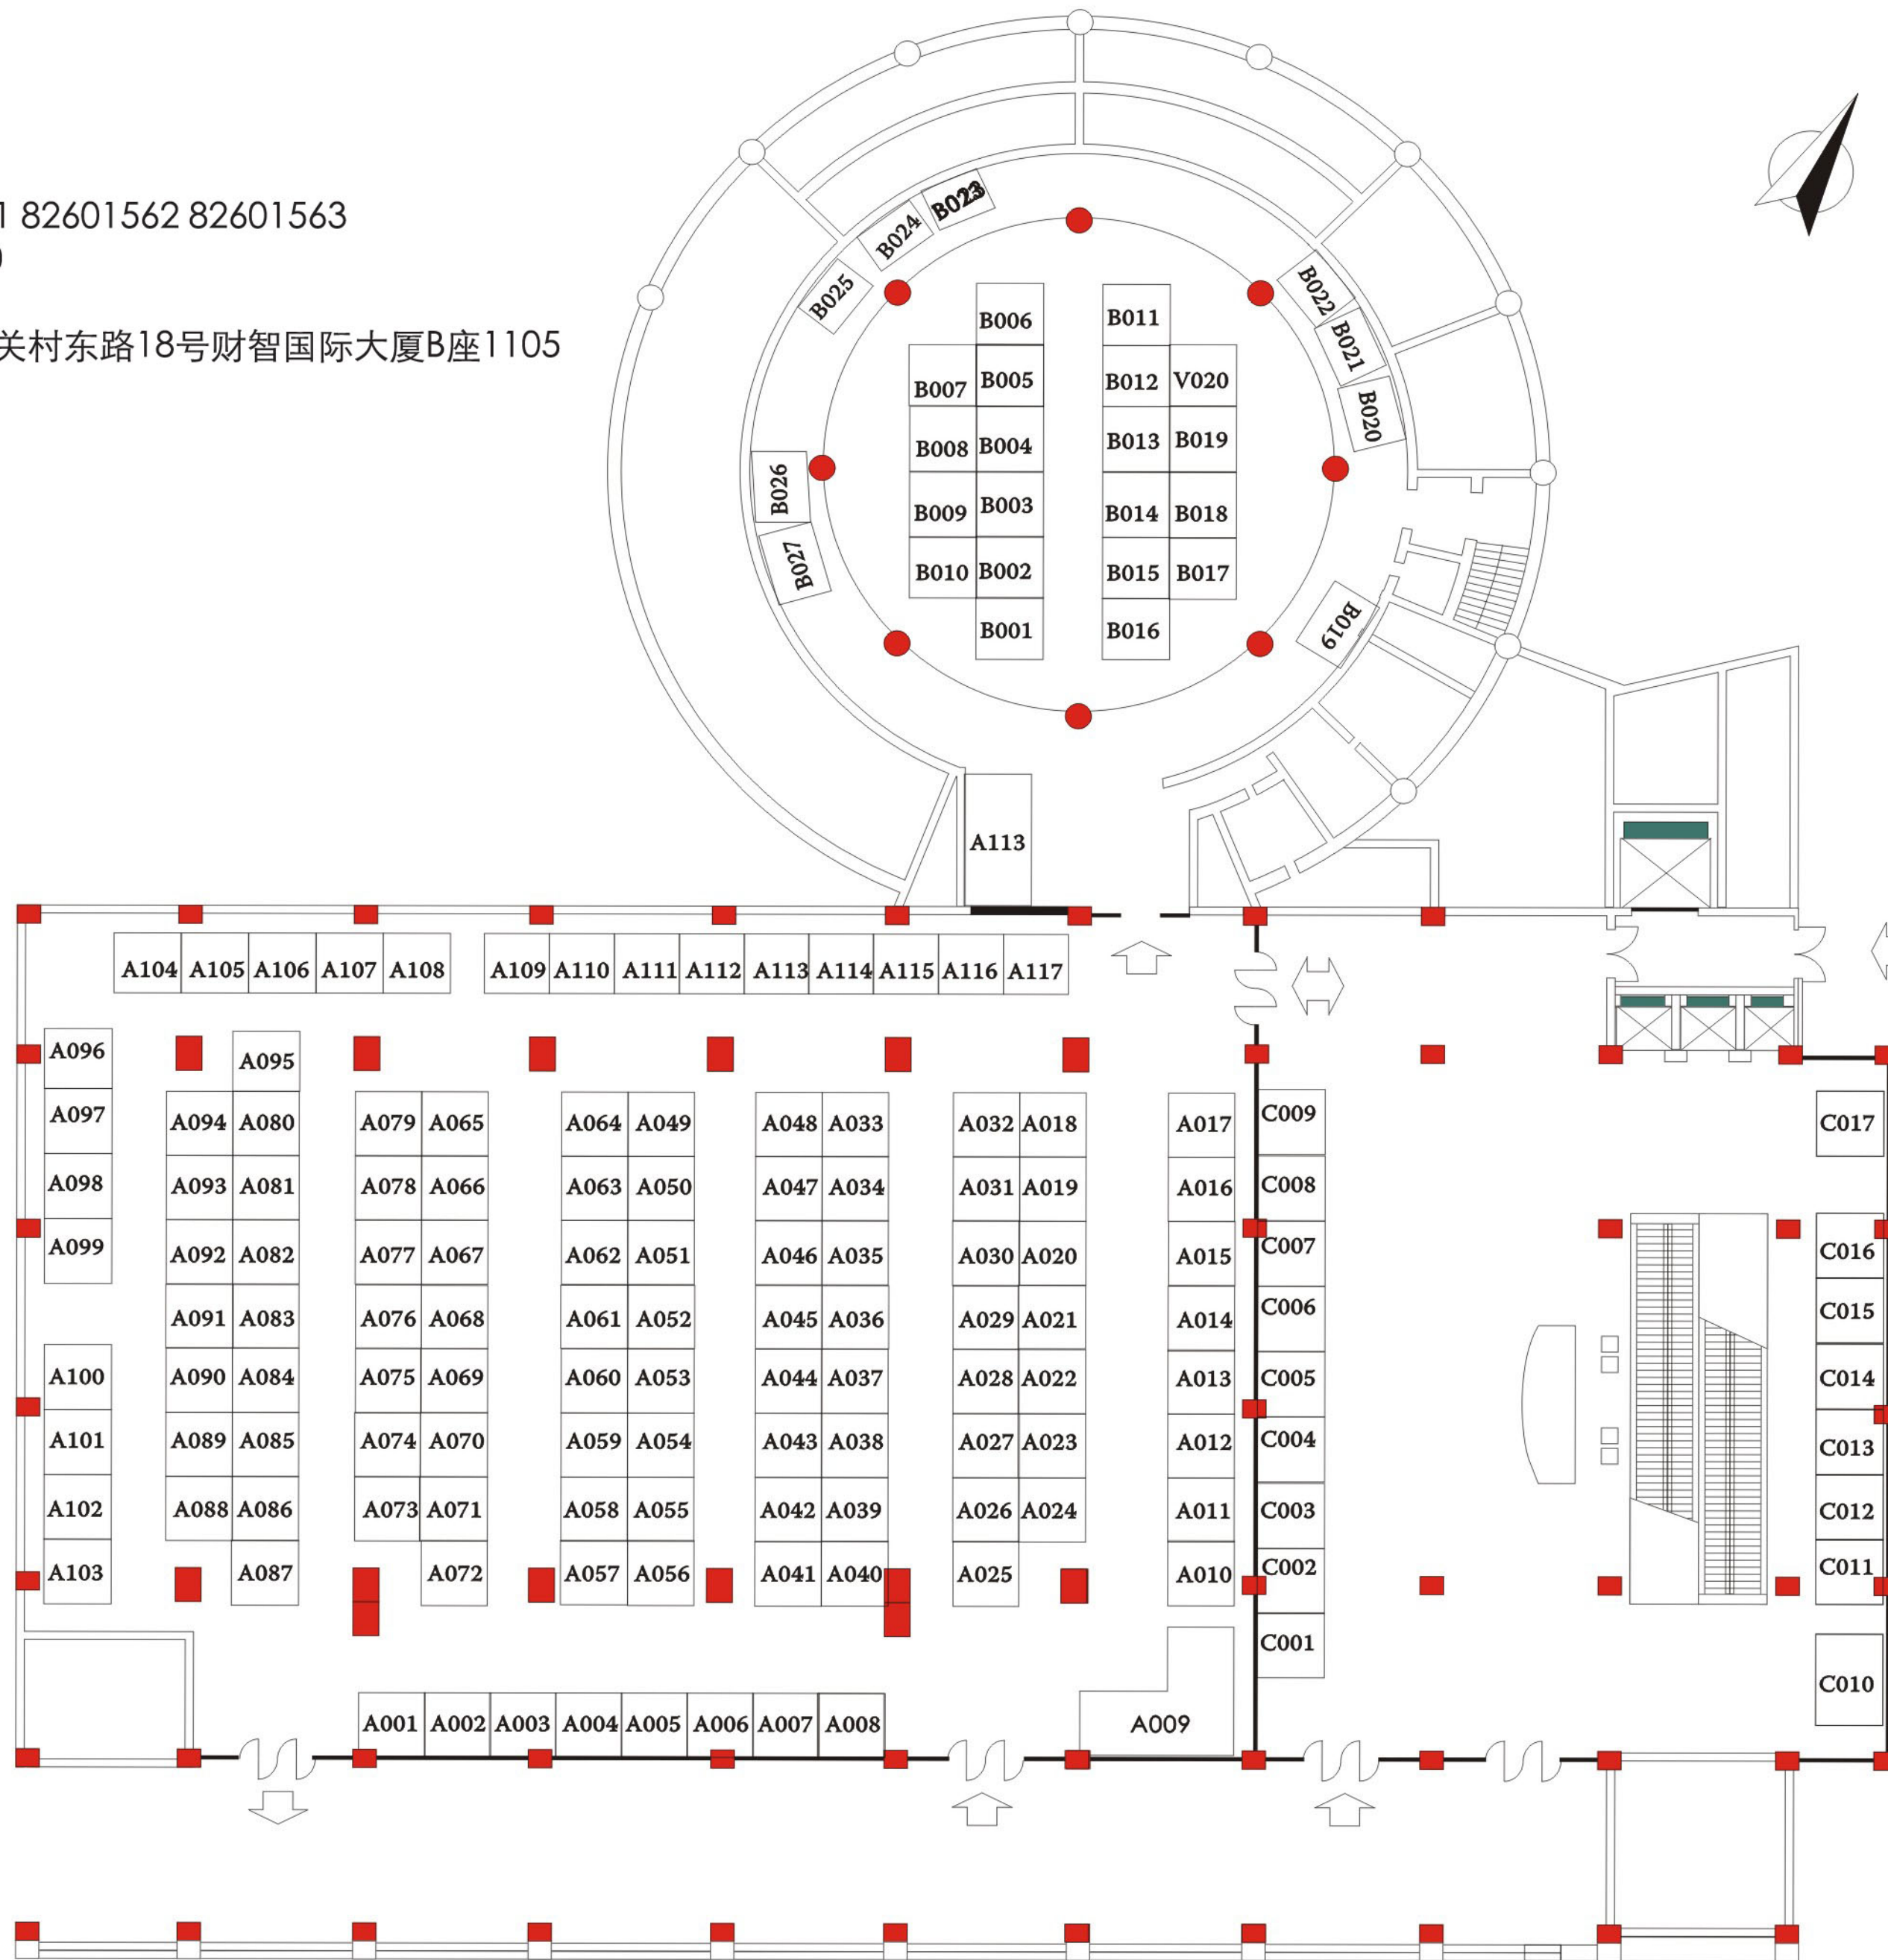 1 82601562 82601563
关村东路18号财智国际大厦B座1105
B023
B024
B025
B022
B021
B020
B006 B011
B007 B005 B012 V020
B008 B004 B013 B019
B009 B003 B014 B018
B010 B002 B015 B017
B001 B016
B026
B027
B019
A113
A104 A105 A106 A107 A108 A109 A110 A111 A112 A113 A114 A115 A116 A117
A096 A095
A097 A094 A080 A079 A065 A064 A049 A048 A033 A032 A018 A017 C009 C017
A098 A093 A081 A078 A066 A063 A050 A047 A034 A031 A019 A016 C008
A099 A092 A082 A077 A067 A062 A051 A046 A035 A030 A020 A015 C007 C016
A091 A083 A076 A068 A061 A052 A045 A036 A029 A021 A014 C006 C015
A100 A090 A084 A075 A069 A060 A053 A044 A037 A028 A022 A013 C005 C014
A101 A089 A085 A074 A070 A059 A054 A043 A038 A027 A023 A012 C004 C013
A102 A088 A086 A073 A071 A058 A055 A042 A039 A026 A024 A011 C003 C012
A103 A087 A072 A057 A056 A041 A040 A025 A010 C002 C011
C001
C010
A001 A002 A003 A004 A005 A006 A007 A008 A009